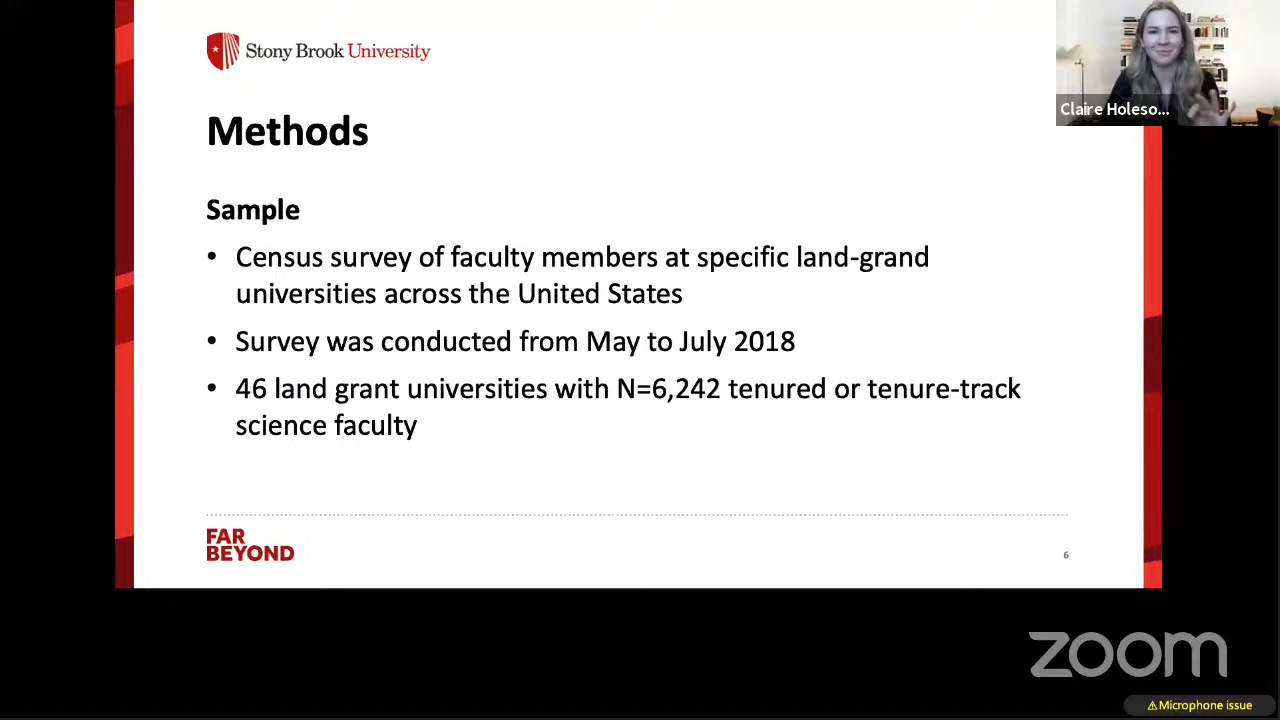 Stony Brook University
Claire Holeso...
Methods
Sample
• Census survey of faculty members at specific land-grand
universities across the United States
• Survey was conducted from May to July 2018
• 46 land grant universities with N=6,242 tenured or tenure-track
science faculty
FAR
BEYOND
6
zoom
⚠Microphone issue